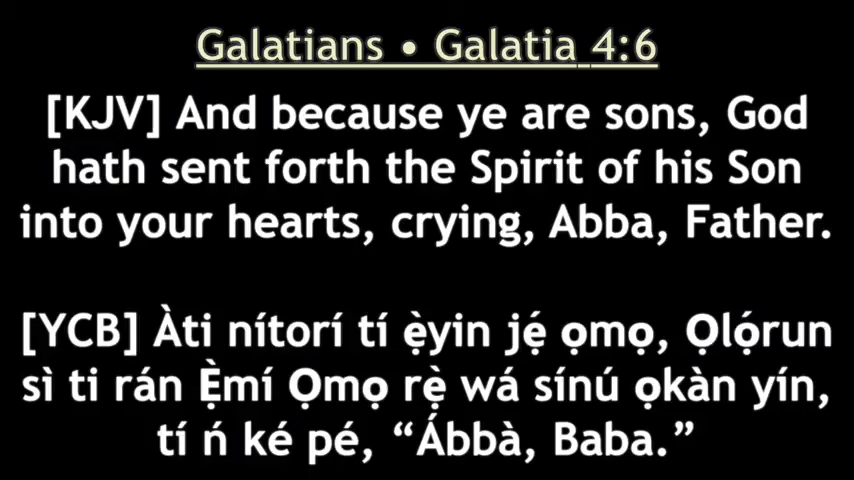 Galatians • Galatia 4:6
[KJV] And because ye are sons, God
hath sent forth the Spirit of his Son
into your hearts, crying, Abba, Father.
[YCB] Àti nítorí tí ẹ̀yin jẹ́ ọmọ, Ọlọ́run
sì ti rán Ẹ̀mí Ọmọ rẹ̀ wá sínú ọkàn yín,
tí ń ké pé, “Ábbà, Baba.”